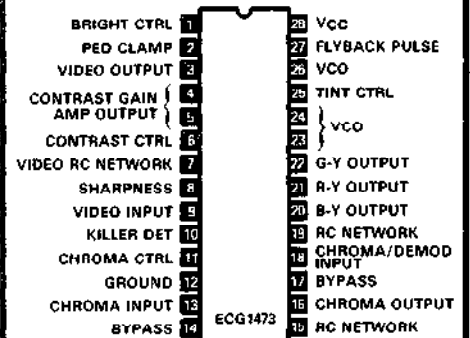 BRIGHT CTRL 1
PED CLAMP 2
VIDEO OUTPUT 3
CONTRAST GAIN 4
AMP OUTPUT 5
CONTRAST CTRL 6
VIDEO RC NETWORK 7
SHARPNESS 8
VIDEO INPUT 9
KILLER DET 10
CHROMA CTRL 11
GROUND 12
CHROMA INPUT 13
BYPASS 14
ECG1473
28 VCC
27 FLYBACK PULSE
26 VCO
25 TINT CTRL
24
VCO
23
22 G-Y OUTPUT
21 R-Y OUTPUT
20 B-Y OUTPUT
19 RC NETWORK
18 CHROMA/DEMOD
INPUT
17 BYPASS
16 CHROMA OUTPUT
15 RC NETWORK